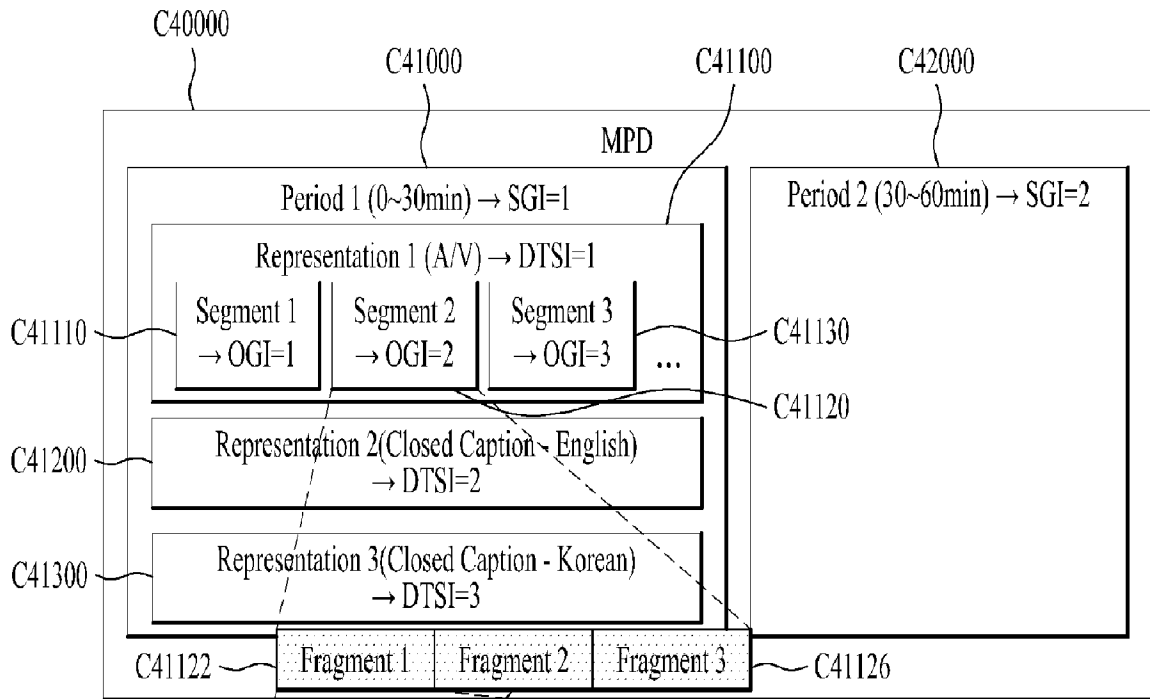 C40000
C41000
C41100
C42000
MPD
Period 1 (0~30min) → SGI=1
Period 2 (30~60min) → SGI=2
Representation 1 (A/V) → DTSI=1
Segment 1
→ OGI=1
Segment 2
→ OGI=2
Segment 3
→ OGI=3
...
C41110
C41130
C41120
C41200
Representation 2(Closed Caption - English)
→ DTSI=2
C41300
Representation 3(Closed Caption - Korean)
→ DTSI=3
C41122
Fragment 1
Fragment 2
Fragment 3
C41126